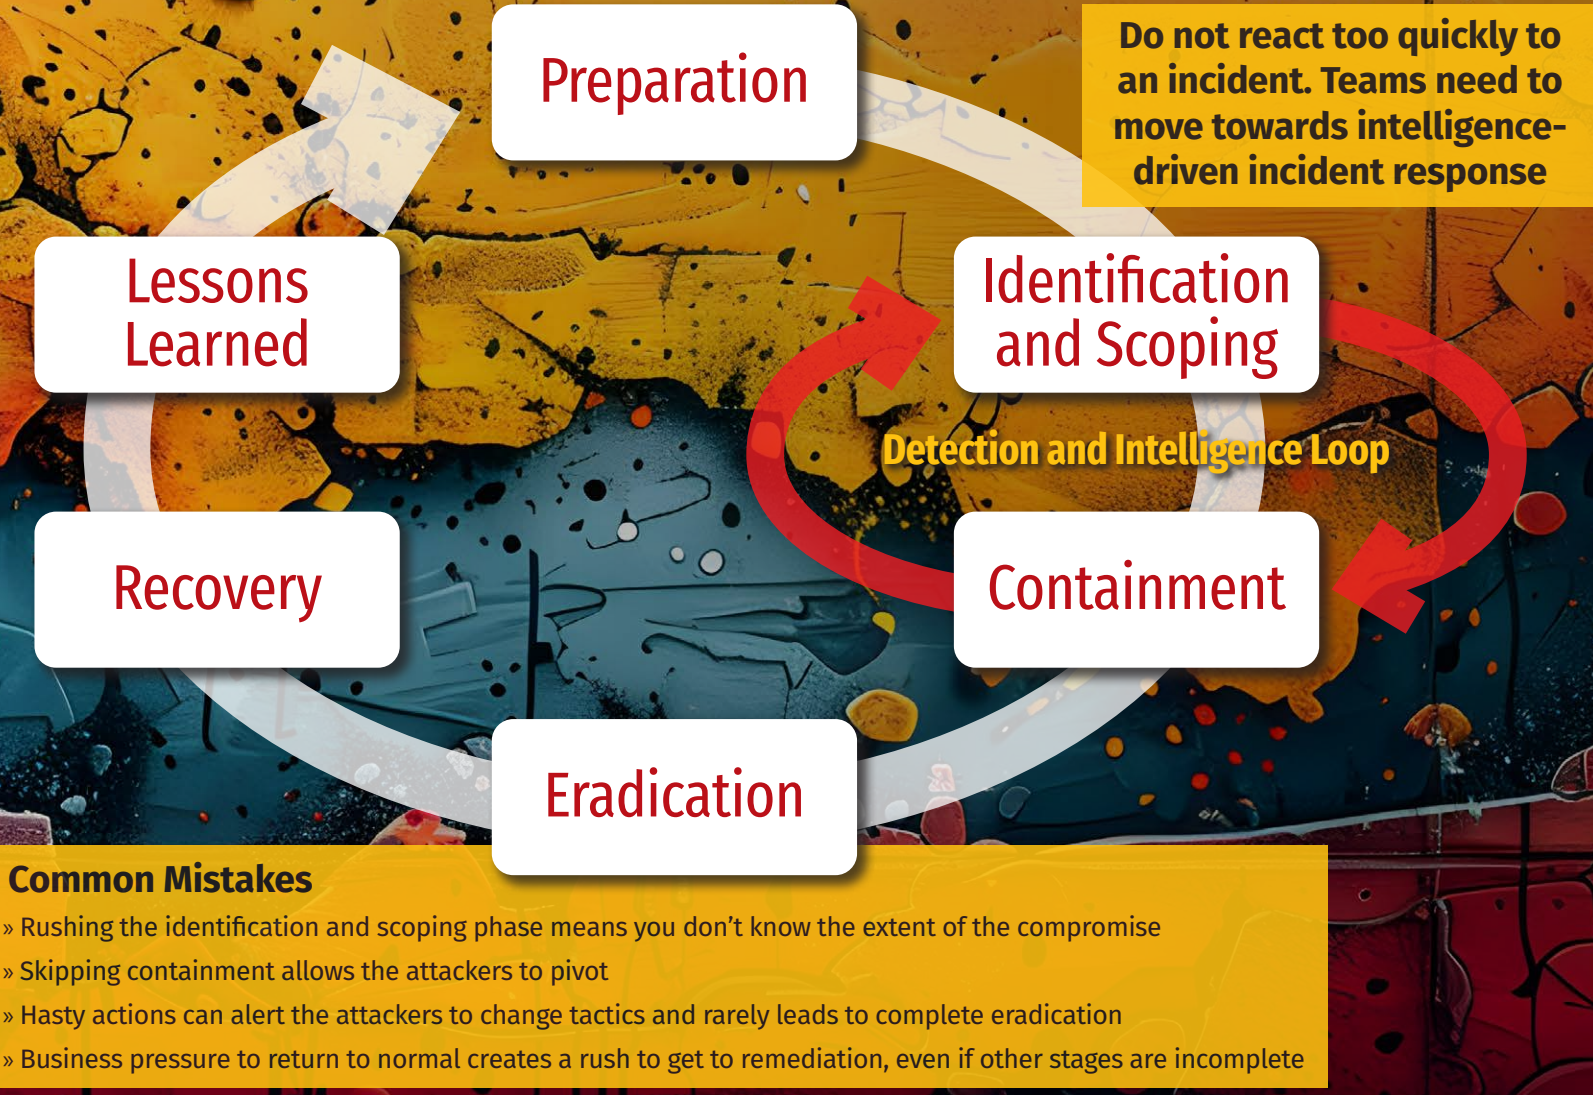 Preparation
Do not react too quickly to
an incident. Teams need to
move towards intelligence-
driven incident response
Lessons
Learned
Identification
and Scoping
Detection and Intelligence Loop
Recovery
Containment
Eradication
Common Mistakes
» Rushing the identification and scoping phase means you don’t know the extent of the compromise
» Skipping containment allows the attackers to pivot
» Hasty actions can alert the attackers to change tactics and rarely leads to complete eradication
» Business pressure to return to normal creates a rush to get to remediation, even if other stages are incomplete